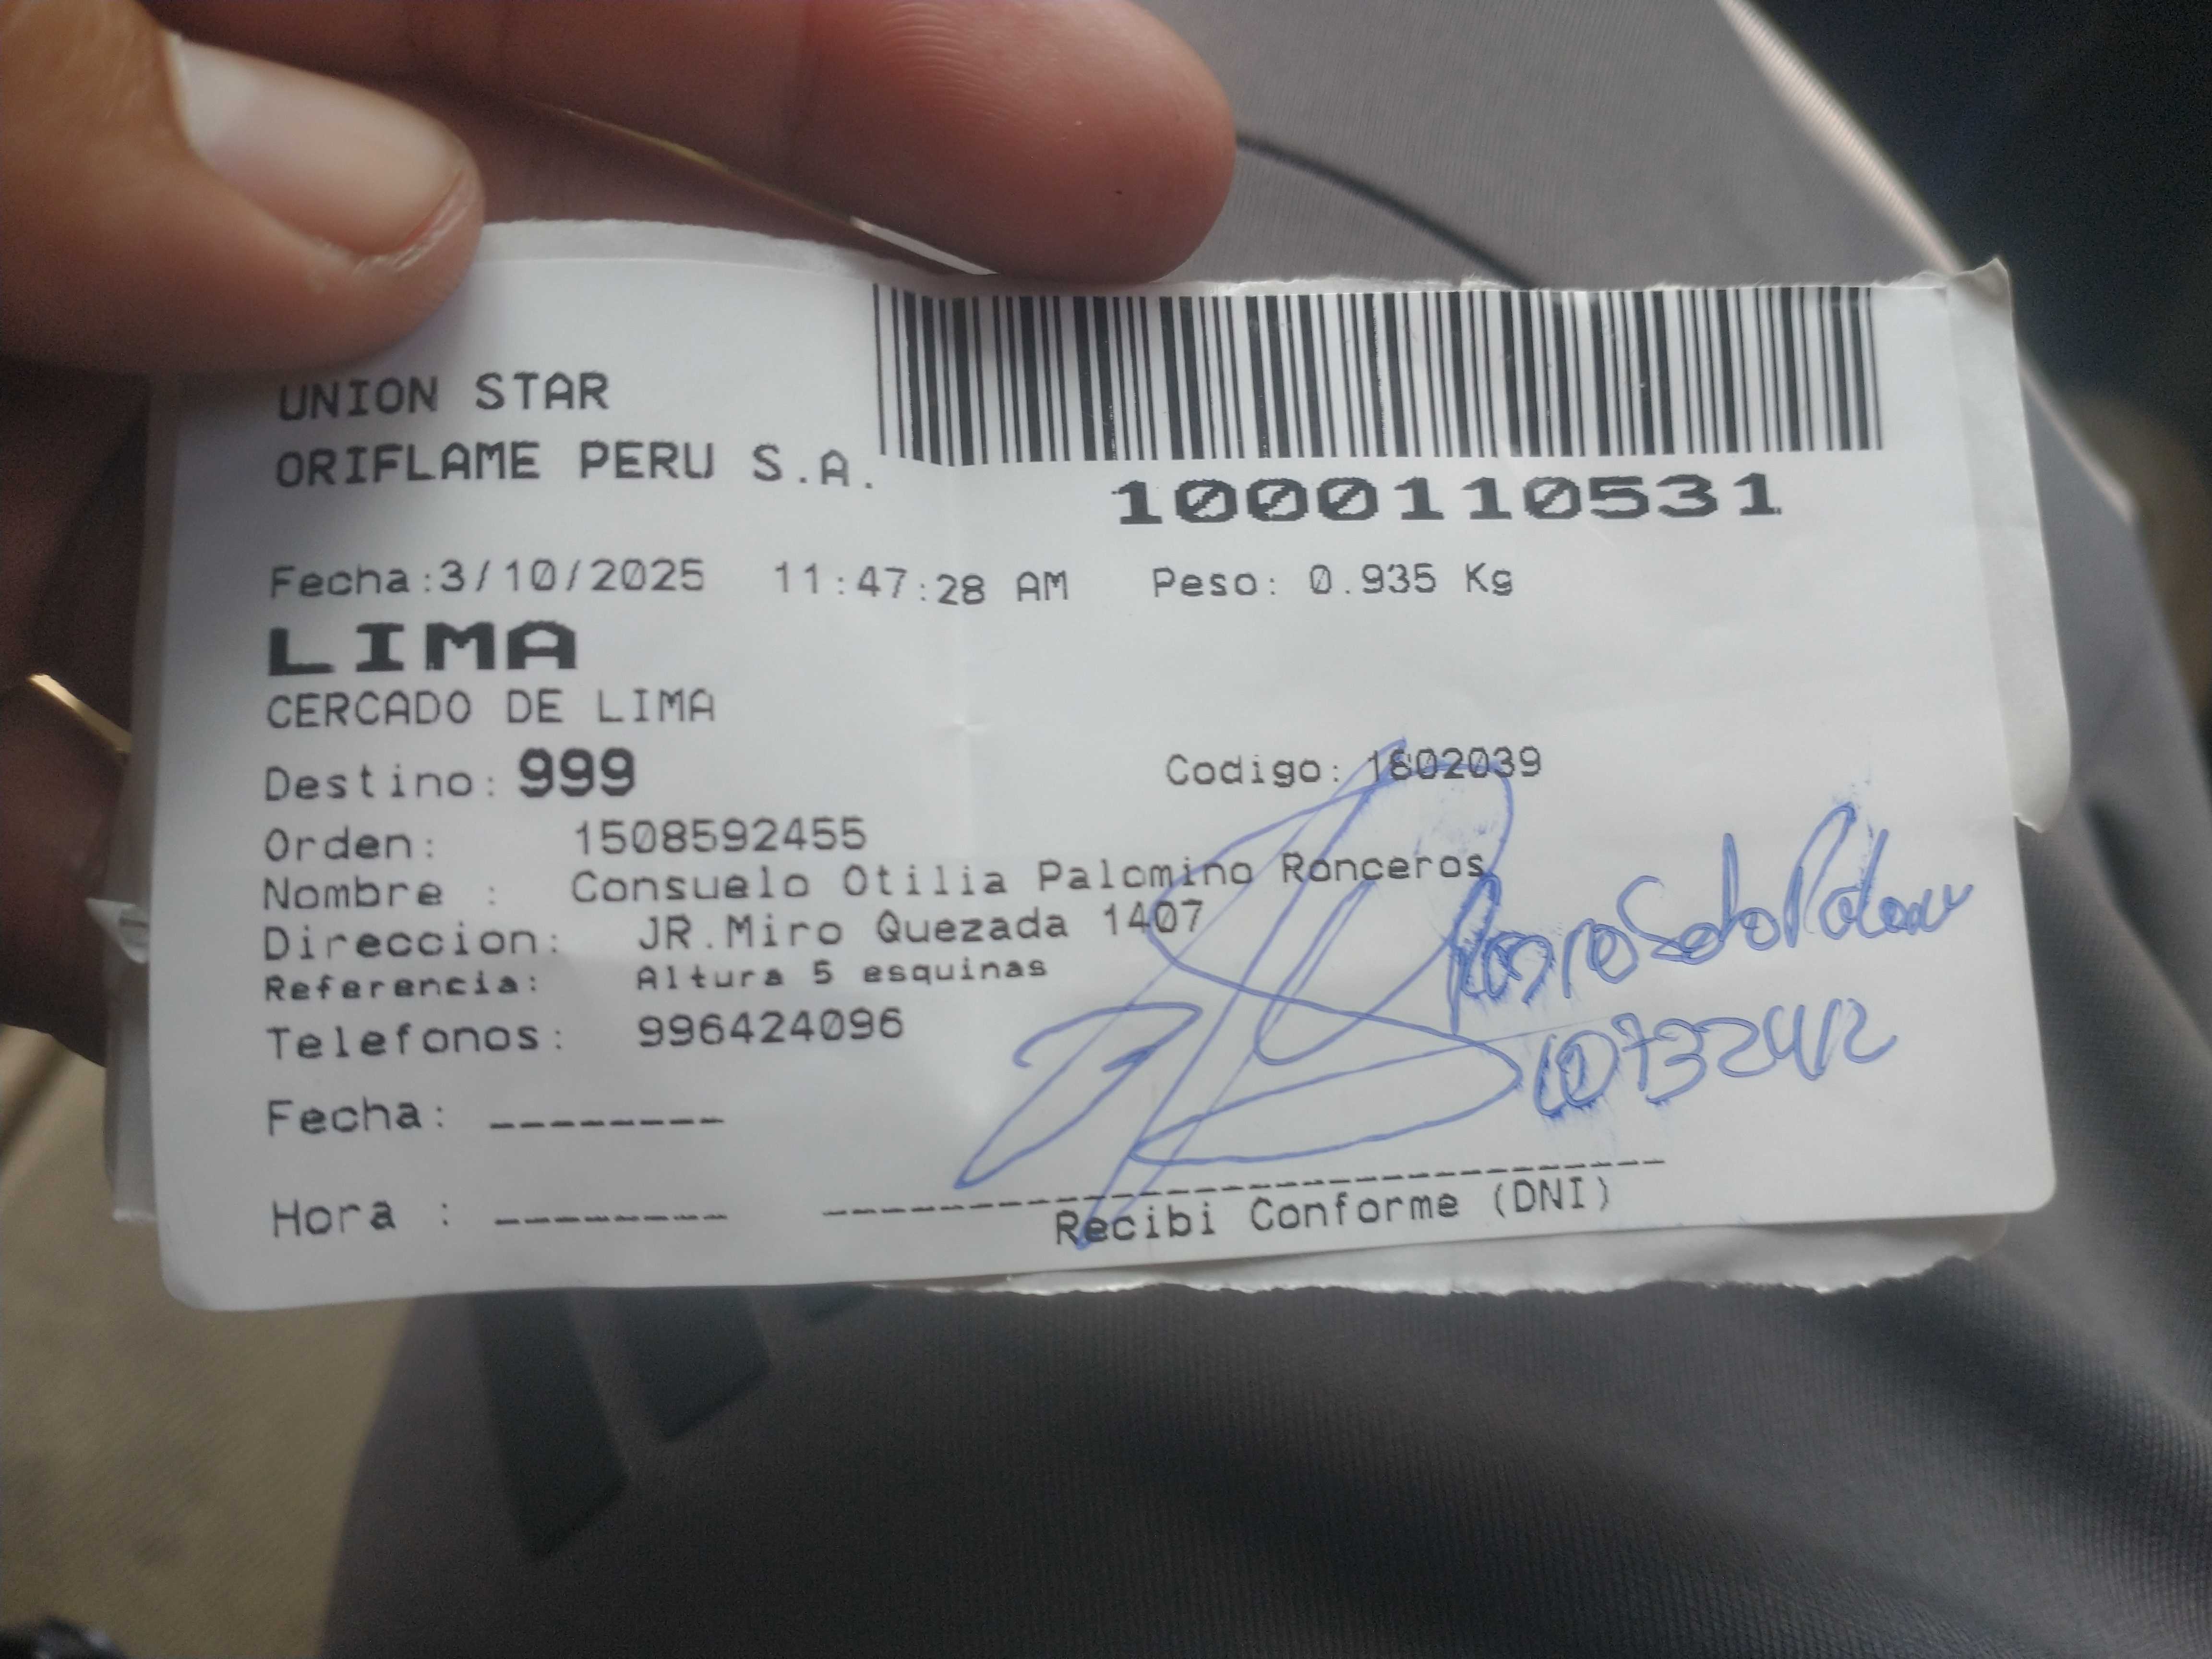 UNION STAR
ORIFLAME PERU S.A.
1000110531
Fecha:3/10/2025 11:47:28 AM Peso: 0.935 Kg
LIMA
CERCADO DE LIMA
Destino: 999 Codigo: 1802039
Orden: 1508592455
Nombre : Consuelo Otilia Palomino Ronceros
Direccion: JR.Miro Quezada 1407
Referencia: Altura 5 esquinas
Telefonos: 996424096
Soto
Fecha: --------
Hora : --------
Recibi Conforme (DNI)